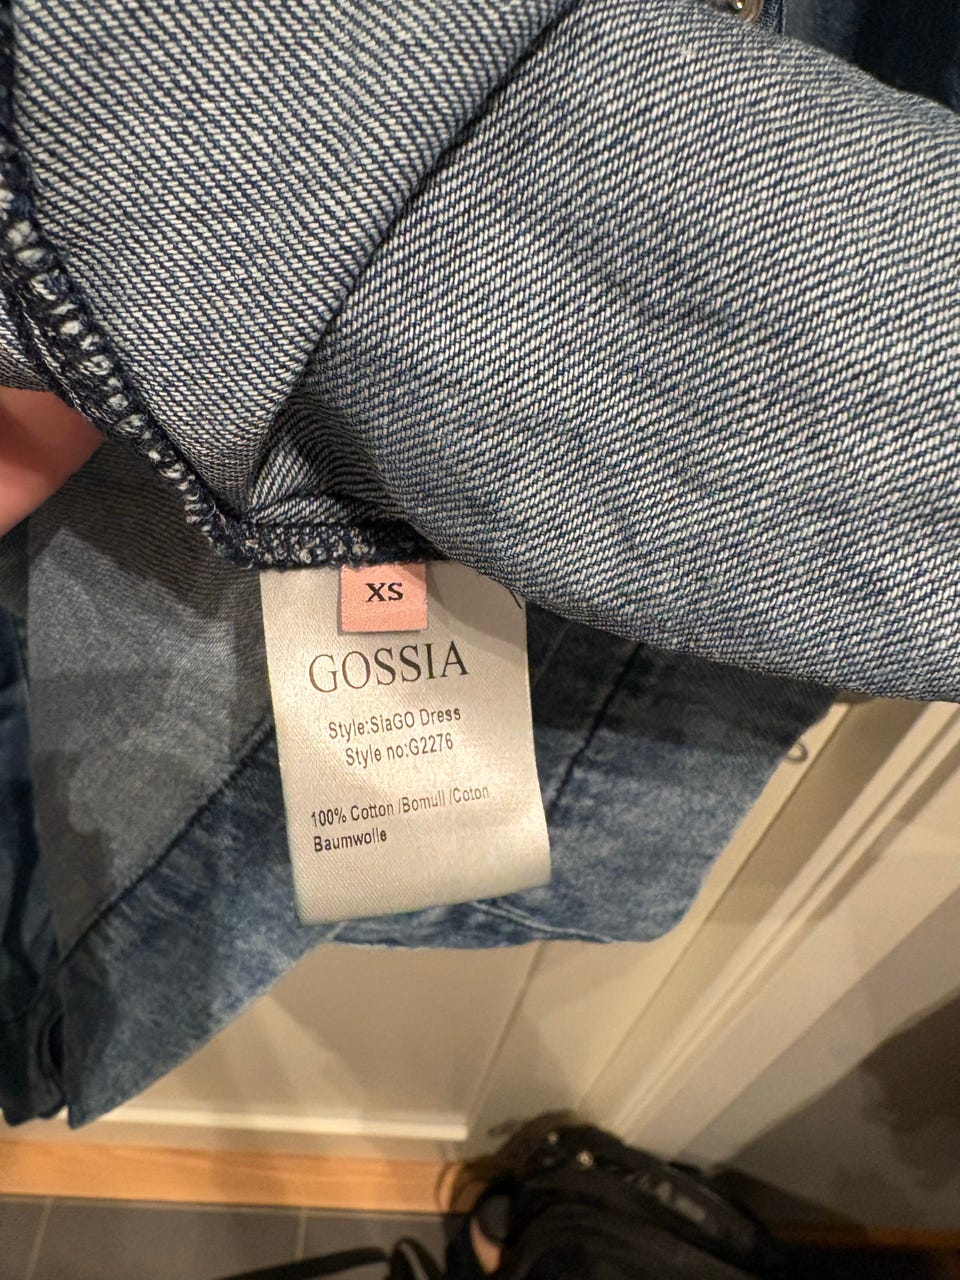 XS
GOSSIA
Style:SiaGO Dress
Style no:G2276
100% Cotton /Bomull /Coton
Baumwolle